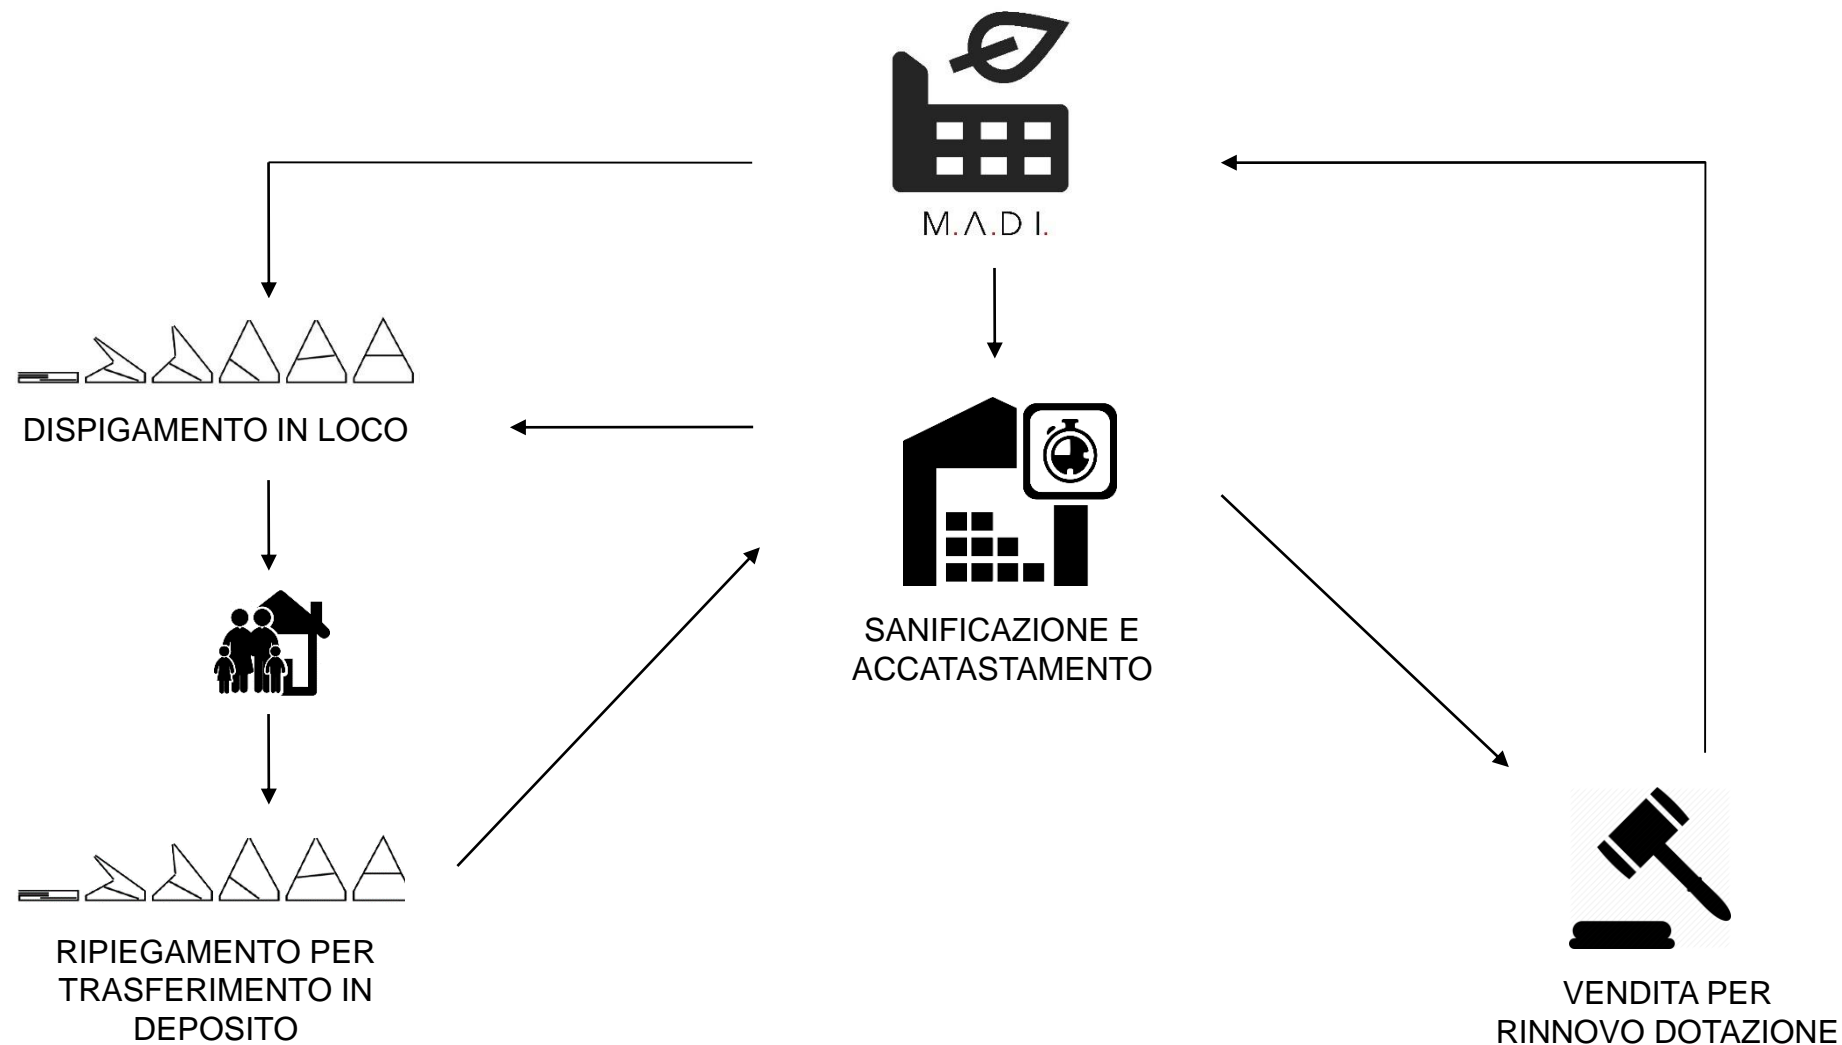 M.A.D I.
DISPIGAMENTO IN LOCO
SANIFICAZIONE E
ACCATASTAMENTO
RIPIEGAMENTO PER
TRASFERIMENTO IN
DEPOSITO
VENDITA PER
RINNOVO DOTAZIONE